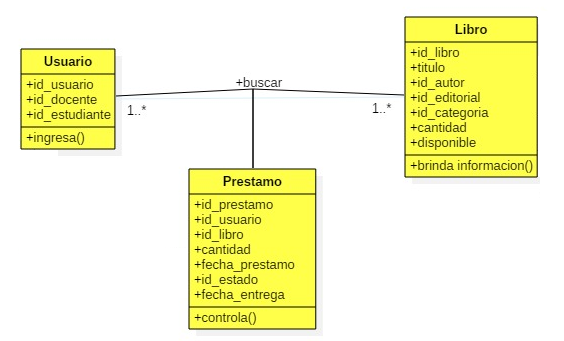 Usuario
+id_usuario
+id_docente
+id_estudiante
+ingresa()
+buscar
1..*
1..*
Libro
+id_libro
+titulo
+id_autor
+id_editorial
+id_categoria
+cantidad
+disponible
+brinda informacion()
Prestamo
+id_prestamo
+id_usuario
+id_libro
+cantidad
+fecha_prestamo
+id_estado
+fecha_entrega
+controla()